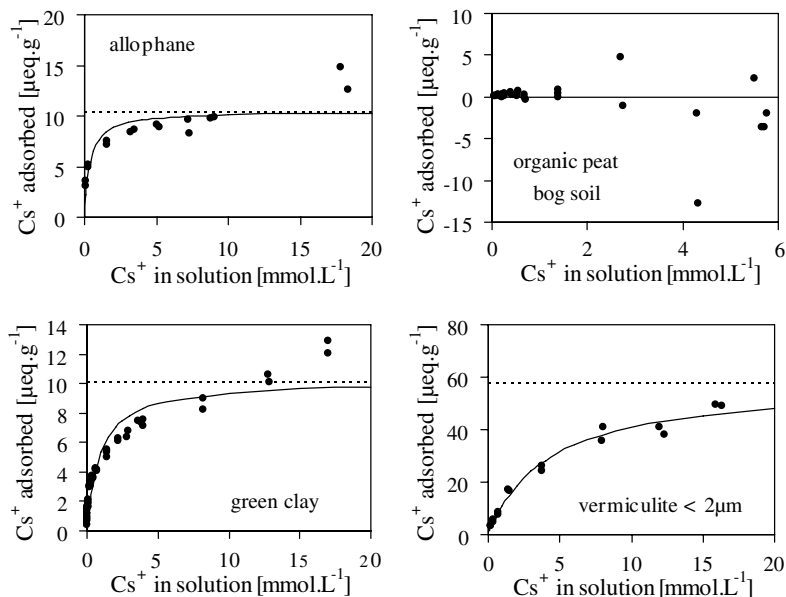 allophane
Cs⁺ adsorbed [µeq.g⁻¹]
20
15
10
5
0
0 5 10 15 20
Cs⁺ in solution [mmol.L⁻¹]
organic peat
bog soil
Cs⁺ adsorbed [µeq.g⁻¹]
10
5
0
-5
-10
-15
0 2 4 6
Cs⁺ in solution [mmol.L⁻¹]
green clay
Cs⁺ adsorbed [µeq.g⁻¹]
14
12
10
8
6
4
2
0
0 5 10 15 20
Cs⁺ in solution [mmol.L⁻¹]
vermiculite < 2µm
Cs⁺ adsorbed [µeq.g⁻¹]
80
60
40
20
0
0 5 10 15 20
Cs⁺ in solution [mmol.L⁻¹]